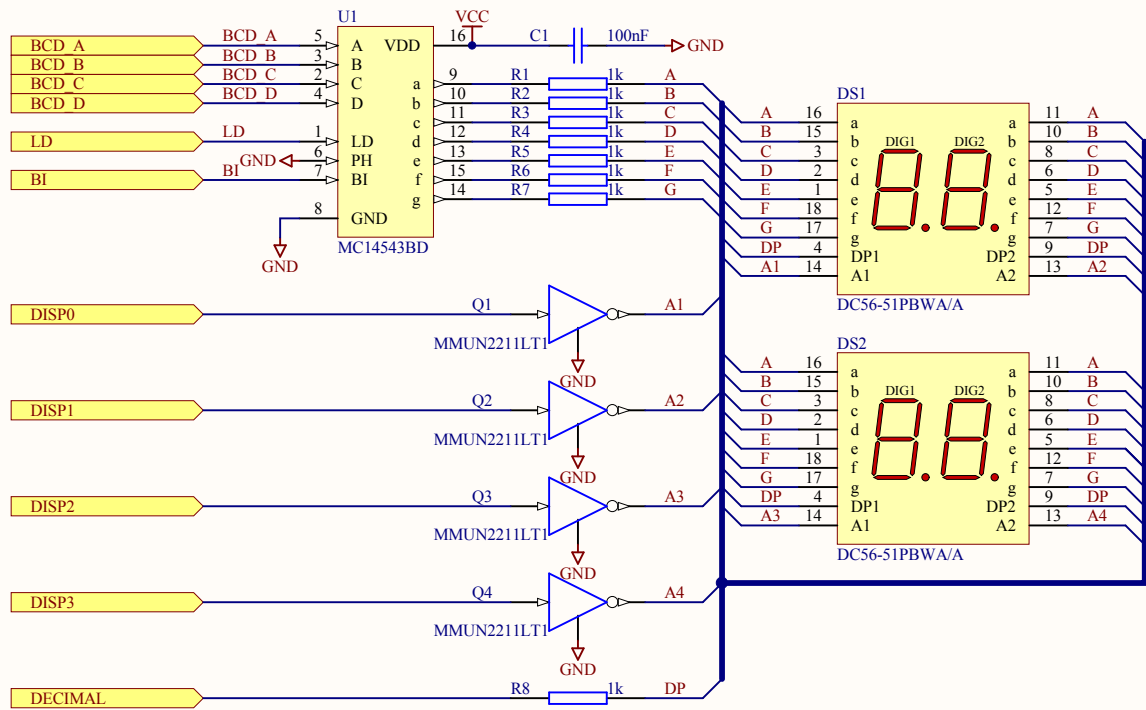 U1
VCC
BCD_A BCD_A 5 A VDD 16 C1 100nF GND
BCD_B BCD_B 3 B
BCD_C BCD_C 2 C a 9 R1 1k A
BCD_D BCD_D 4 D b 10 R2 1k B
c 11 R3 1k C
LD LD 1 LD d 12 R4 1k D
GND 6 PH e 13 R5 1k E
BI BI 7 BI f 15 R6 1k F
g 14 R7 1k G
8 GND
MC14543BD
GND
DS1
A 16 a a 11 A
B 15 b DIG1 DIG2 b 10 B
C 3 c c 8 C
D 2 d d 6 D
E 1 e e 5 E
F 18 f f 12 F
G 17 g g 7 G
DP 4 DP1 DP2 9 DP
A1 14 A1 A2 13 A2
DC56-51PBWA/A
DISP0 Q1 A1
MMUN2211LT1
GND
DISP1 Q2 A2
MMUN2211LT1
GND
DISP2 Q3 A3
MMUN2211LT1
GND
DISP3 Q4 A4
MMUN2211LT1
GND
DS2
A 16 a a 11 A
B 15 b DIG1 DIG2 b 10 B
C 3 c c 8 C
D 2 d d 6 D
E 1 e e 5 E
F 18 f f 12 F
G 17 g g 7 G
DP 4 DP1 DP2 9 DP
A3 14 A1 A2 13 A4
DC56-51PBWA/A
DECIMAL R8 1k DP